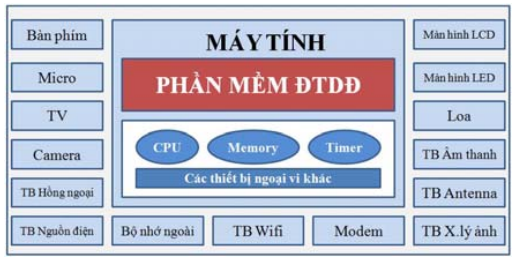 Bàn phím
Micro
TV
Camera
TB Hồng ngoại
TB Nguồn điện
MÁY TÍNH
PHẦN MỀM ĐTDĐ
CPU
Memory
Timer
Các thiết bị ngoại vi khác
Bộ nhớ ngoài
TB Wifi
Modem
Màn hình LCD
Màn hình LED
Loa
TB Âm thanh
TB Antenna
TB X.lý ảnh